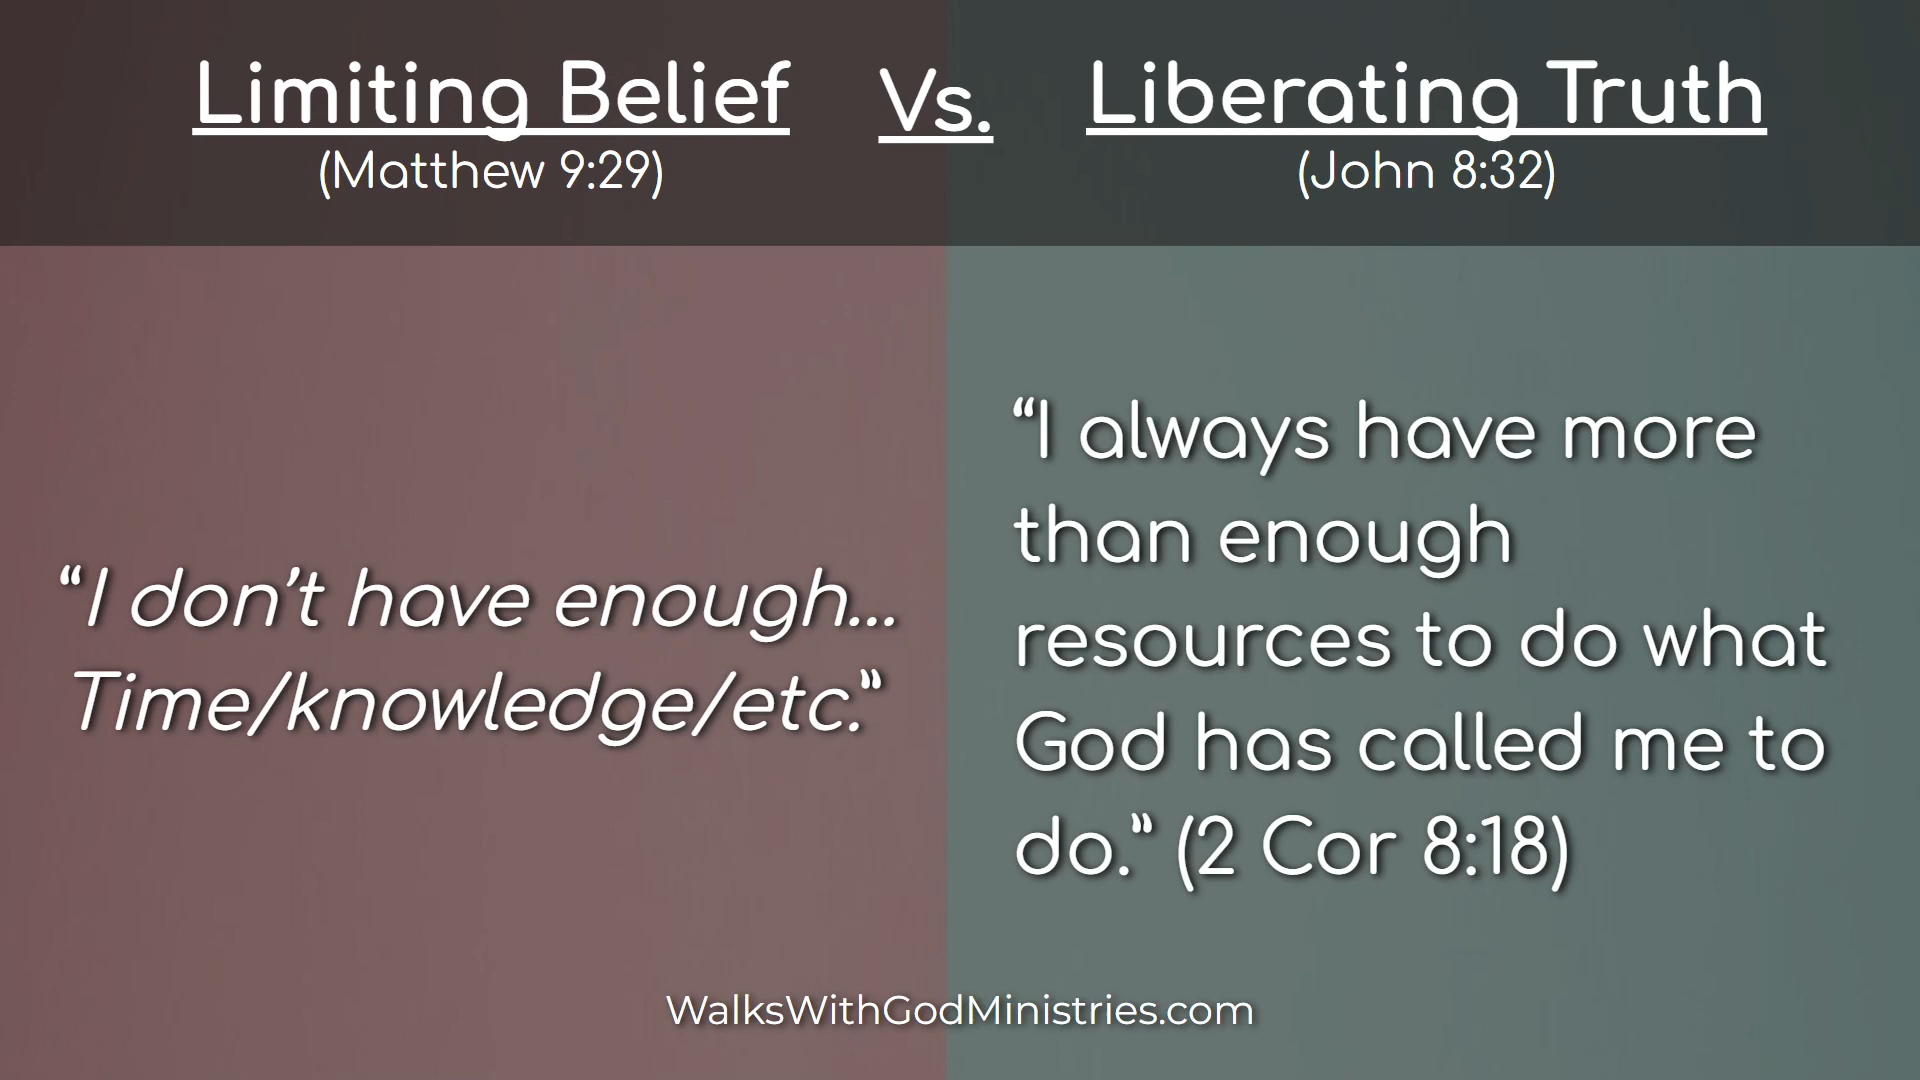 Limiting Belief
(Matthew 9:29)
Vs.
Liberating Truth
(John 8:32)
“I don’t have enough...
Time/knowledge/etc.”
“I always have more
than enough
resources to do what
God has called me to
do.” (2 Cor 8:18)
WalksWithGodMinistries.com